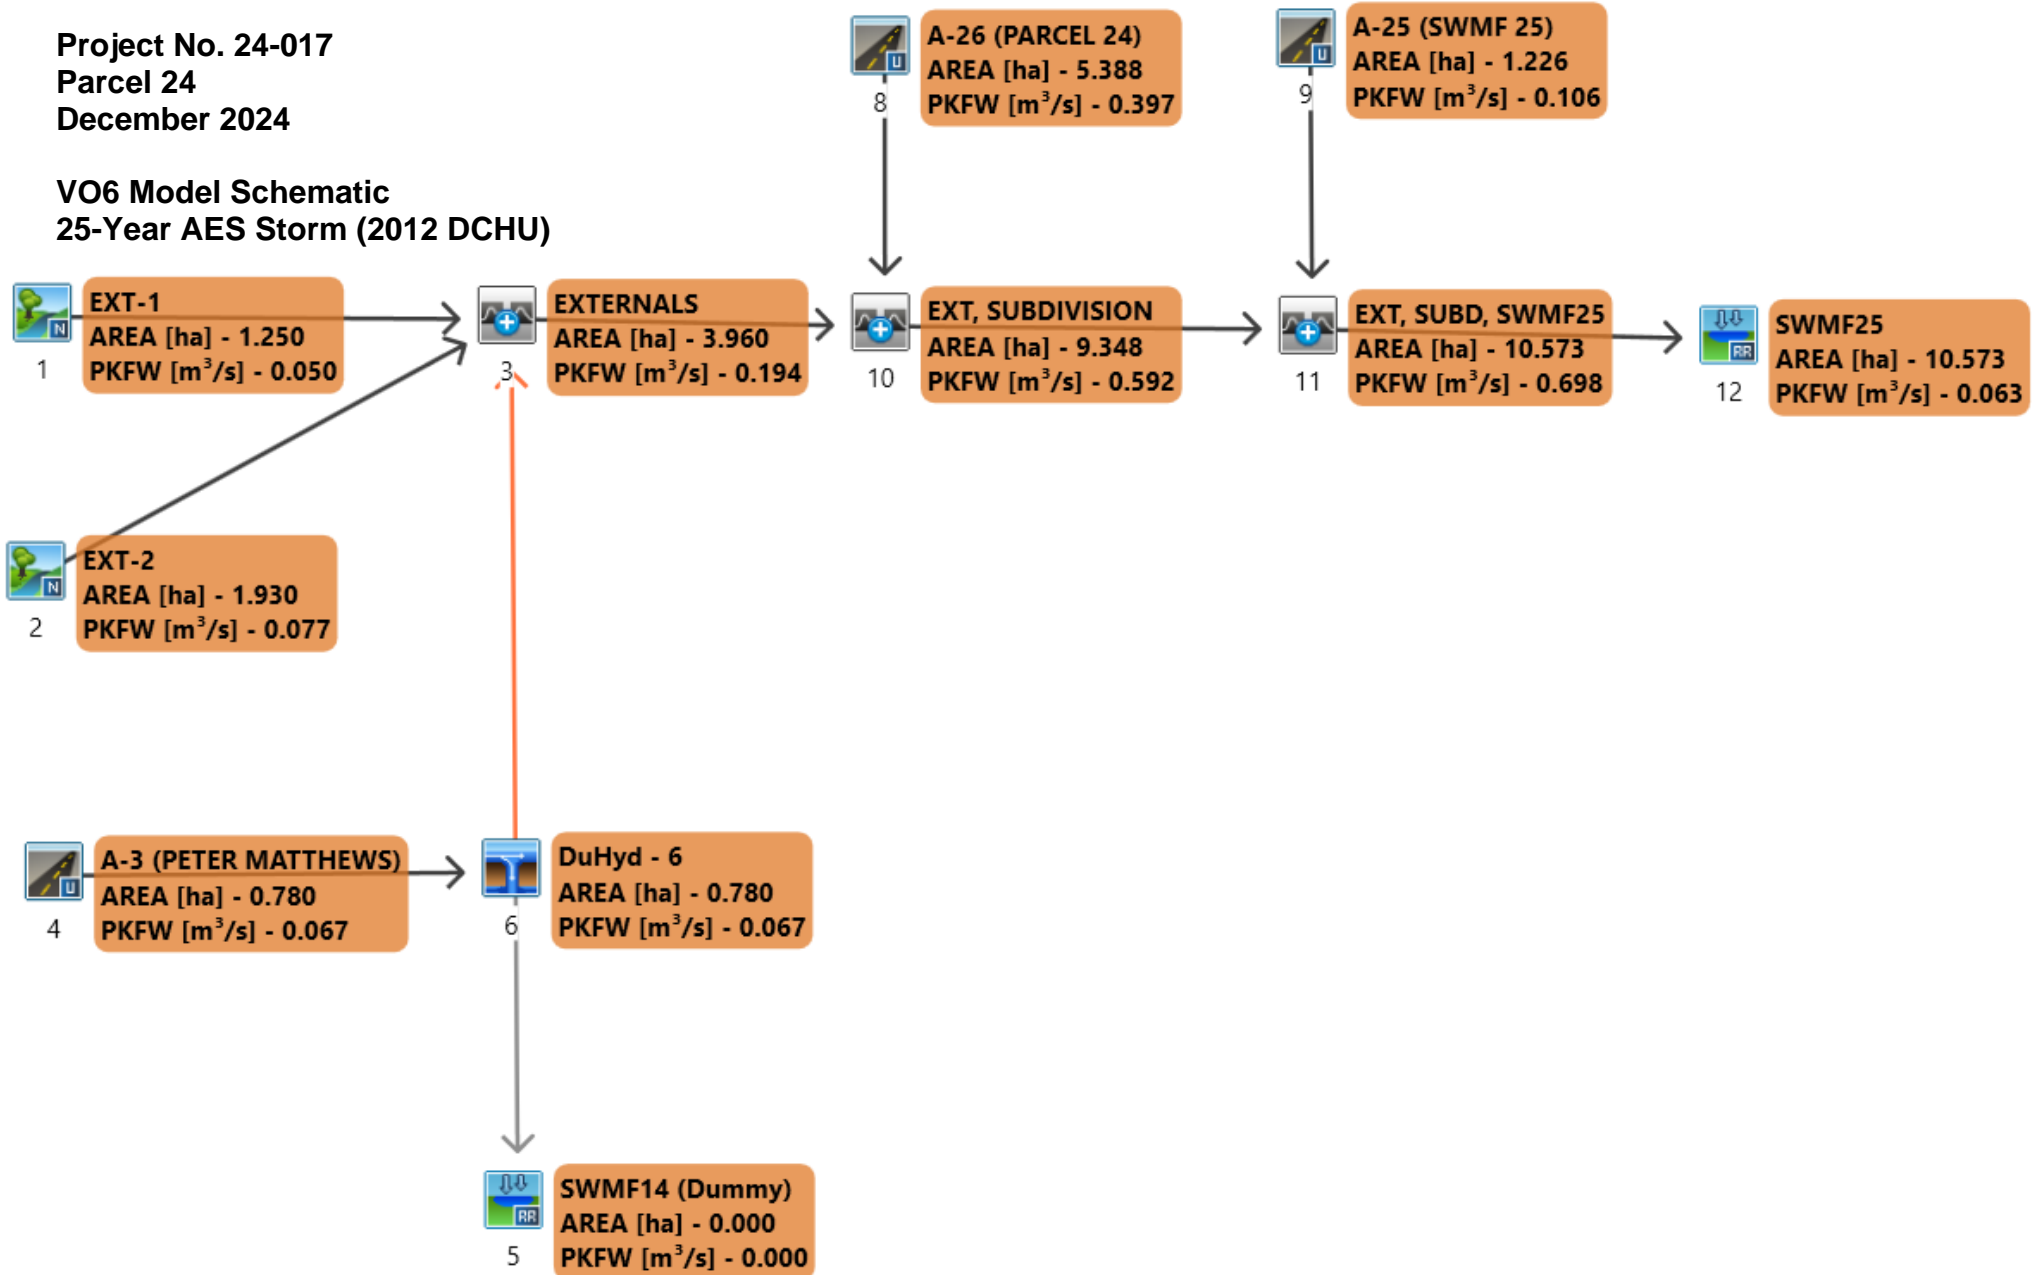 Project No. 24-017
Parcel 24
December 2024
VO6 Model Schematic
25-Year AES Storm (2012 DCHU)
A-26 (PARCEL 24)
AREA [ha] - 5.388
PKFW [m³/s] - 0.397
U
8
A-25 (SWMF 25)
AREA [ha] - 1.226
PKFW [m³/s] - 0.106
U
9
EXT-1
AREA [ha] - 1.250
PKFW [m³/s] - 0.050
N
1
EXTERNALS
AREA [ha] - 3.960
PKFW [m³/s] - 0.194
3
EXT, SUBDIVISION
AREA [ha] - 9.348
PKFW [m³/s] - 0.592
10
EXT, SUBD, SWMF25
AREA [ha] - 10.573
PKFW [m³/s] - 0.698
11
SWMF25
AREA [ha] - 10.573
PKFW [m³/s] - 0.063
RR
12
EXT-2
AREA [ha] - 1.930
PKFW [m³/s] - 0.077
N
2
A-3 (PETER MATTHEWS)
AREA [ha] - 0.780
PKFW [m³/s] - 0.067
U
4
DuHyd - 6
AREA [ha] - 0.780
PKFW [m³/s] - 0.067
6
SWMF14 (Dummy)
AREA [ha] - 0.000
PKFW [m³/s] - 0.000
RR
5